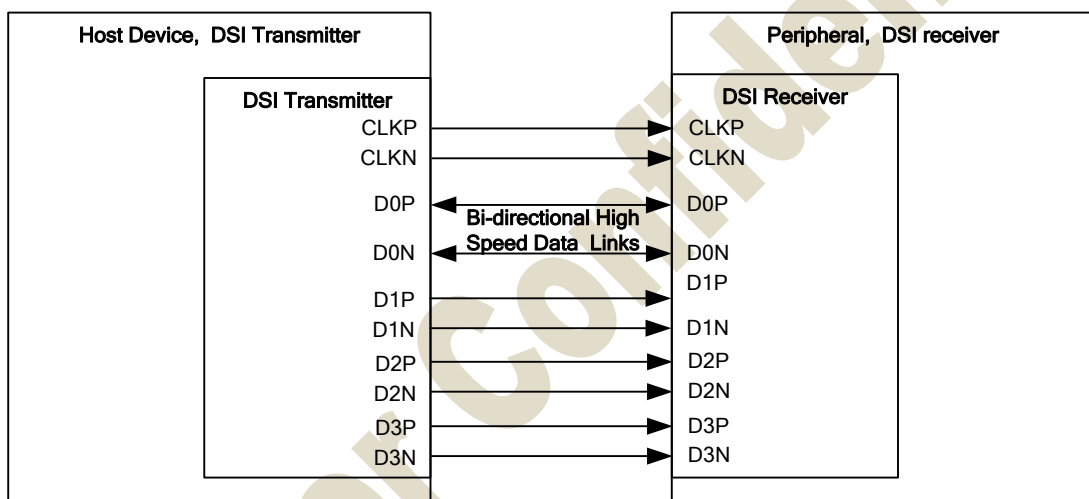 Host Device, DSI Transmitter
Peripheral, DSI receiver
DSI Transmitter
DSI Receiver
CLKP
CLKP
CLKN
CLKN
D0P
D0P
Bi-directional High
Speed Data Links
D0N
D0N
D1P
D1P
D1N
D1N
D2P
D2P
D2N
D2N
D3P
D3P
D3N
D3N